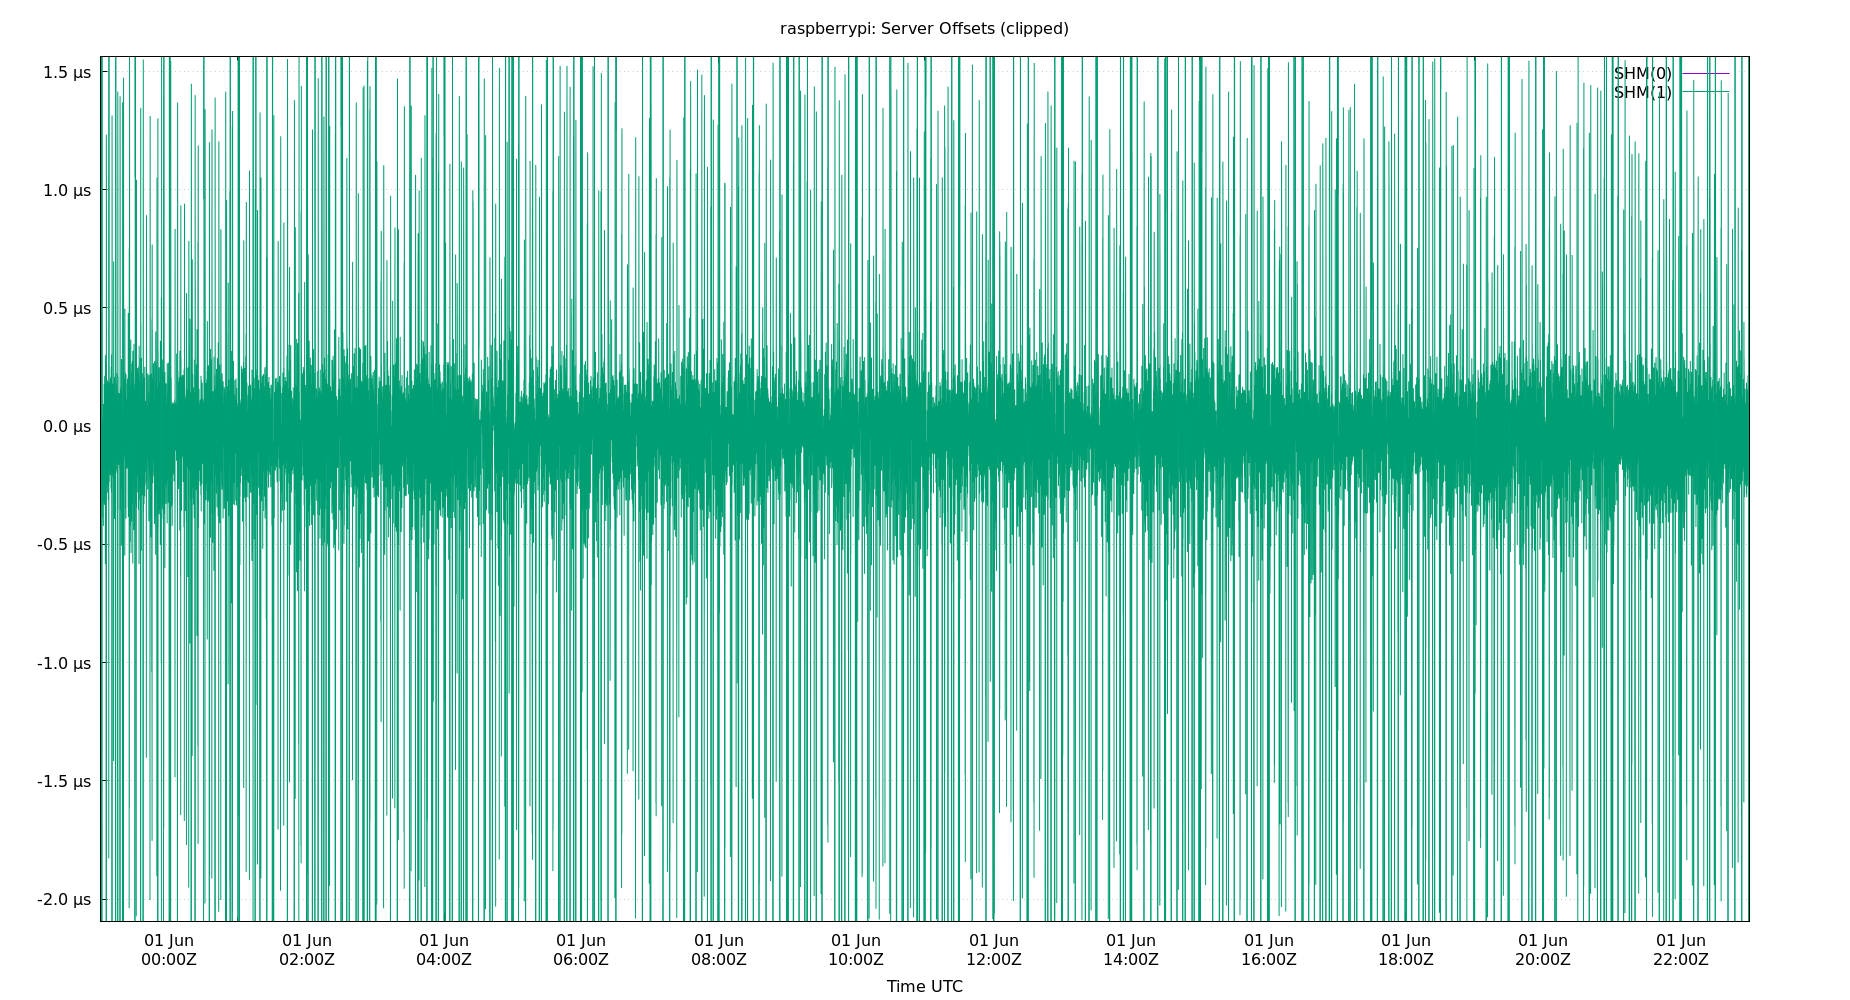 raspberrypi: Server Offsets (clipped)
1.5 µs
1.0 µs
0.5 µs
0.0 µs
-0.5 µs
-1.0 µs
-1.5 µs
-2.0 µs
SHM(0)
SHM(1)
01 Jun 01 Jun 01 Jun 01 Jun 01 Jun 01 Jun 01 Jun 01 Jun 01 Jun 01 Jun 01 Jun 01 Jun
00:00Z 02:00Z 04:00Z 06:00Z 08:00Z 10:00Z 12:00Z 14:00Z 16:00Z 18:00Z 20:00Z 22:00Z
Time UTC